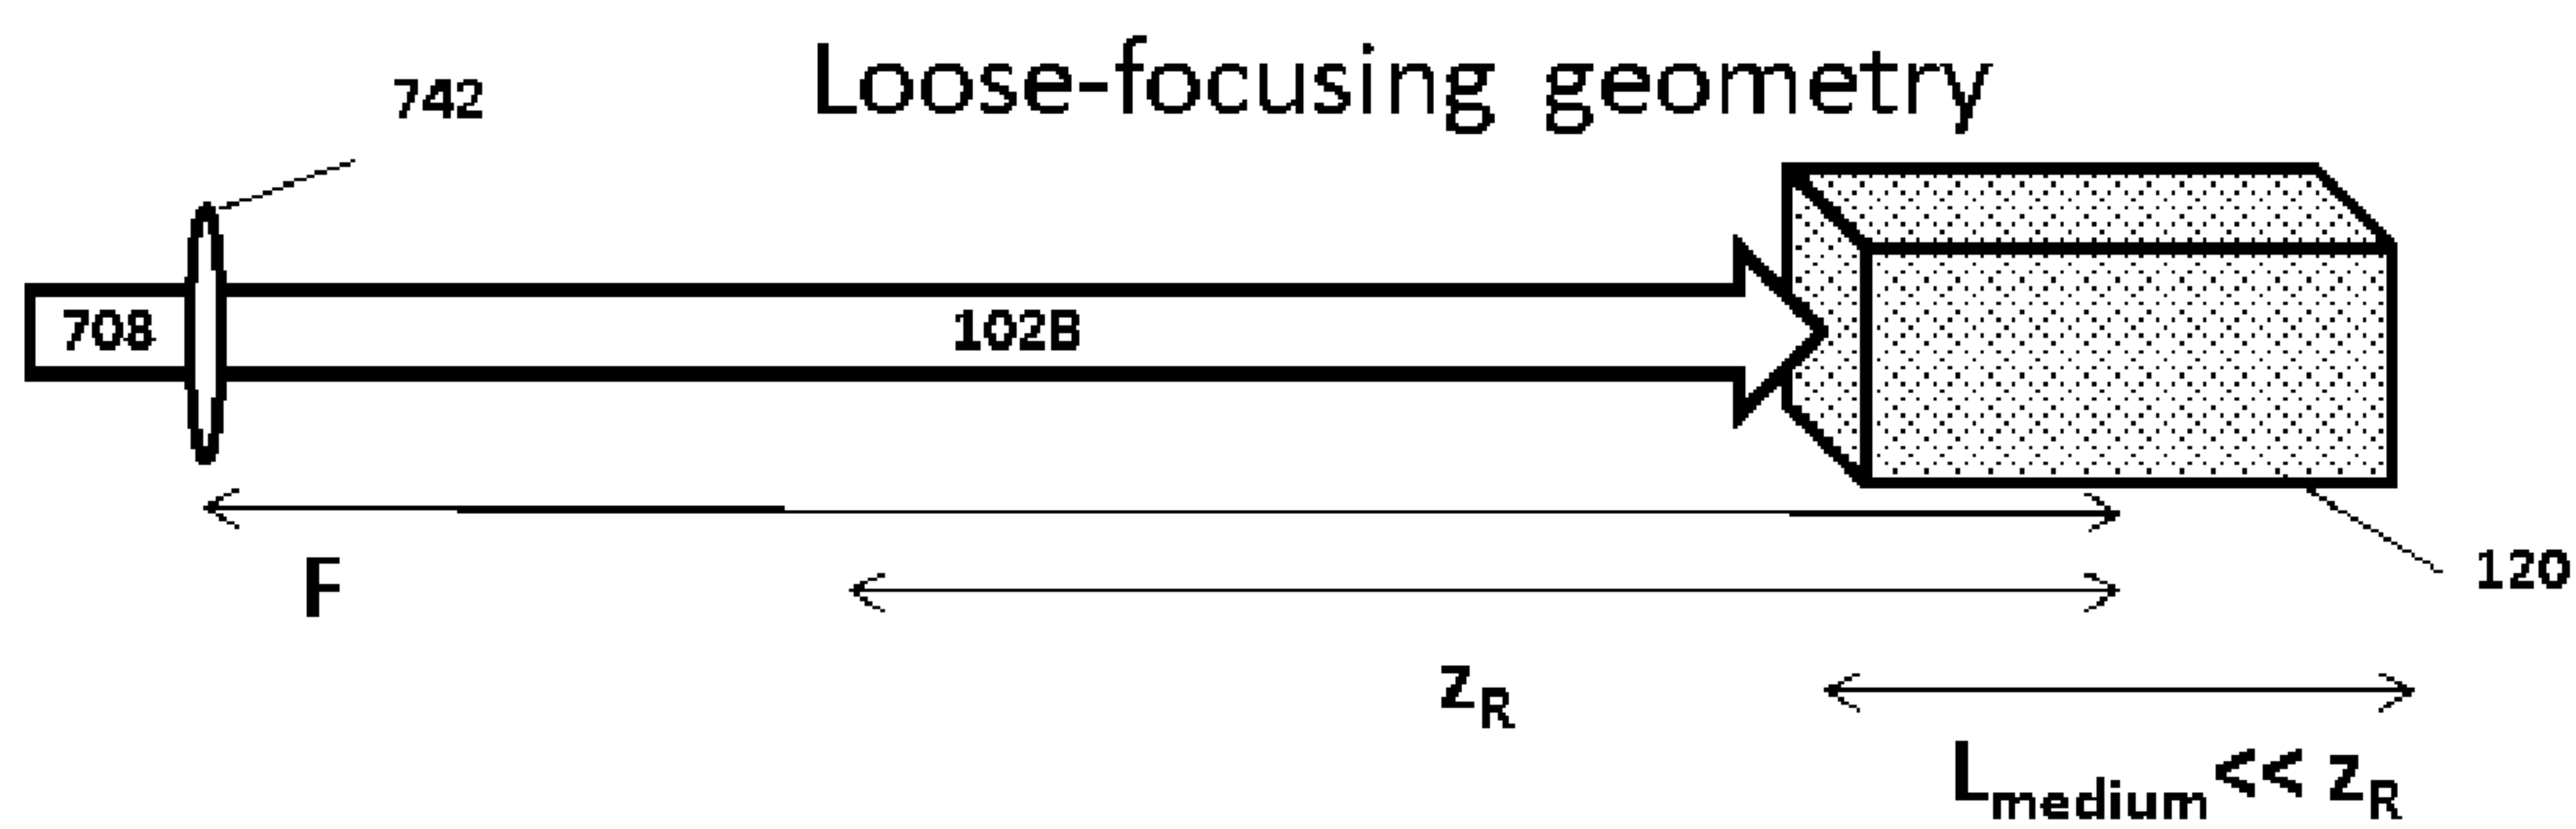 Loose-focusing geometry
742
708
102B
F
120
zR
Lmedium << zR